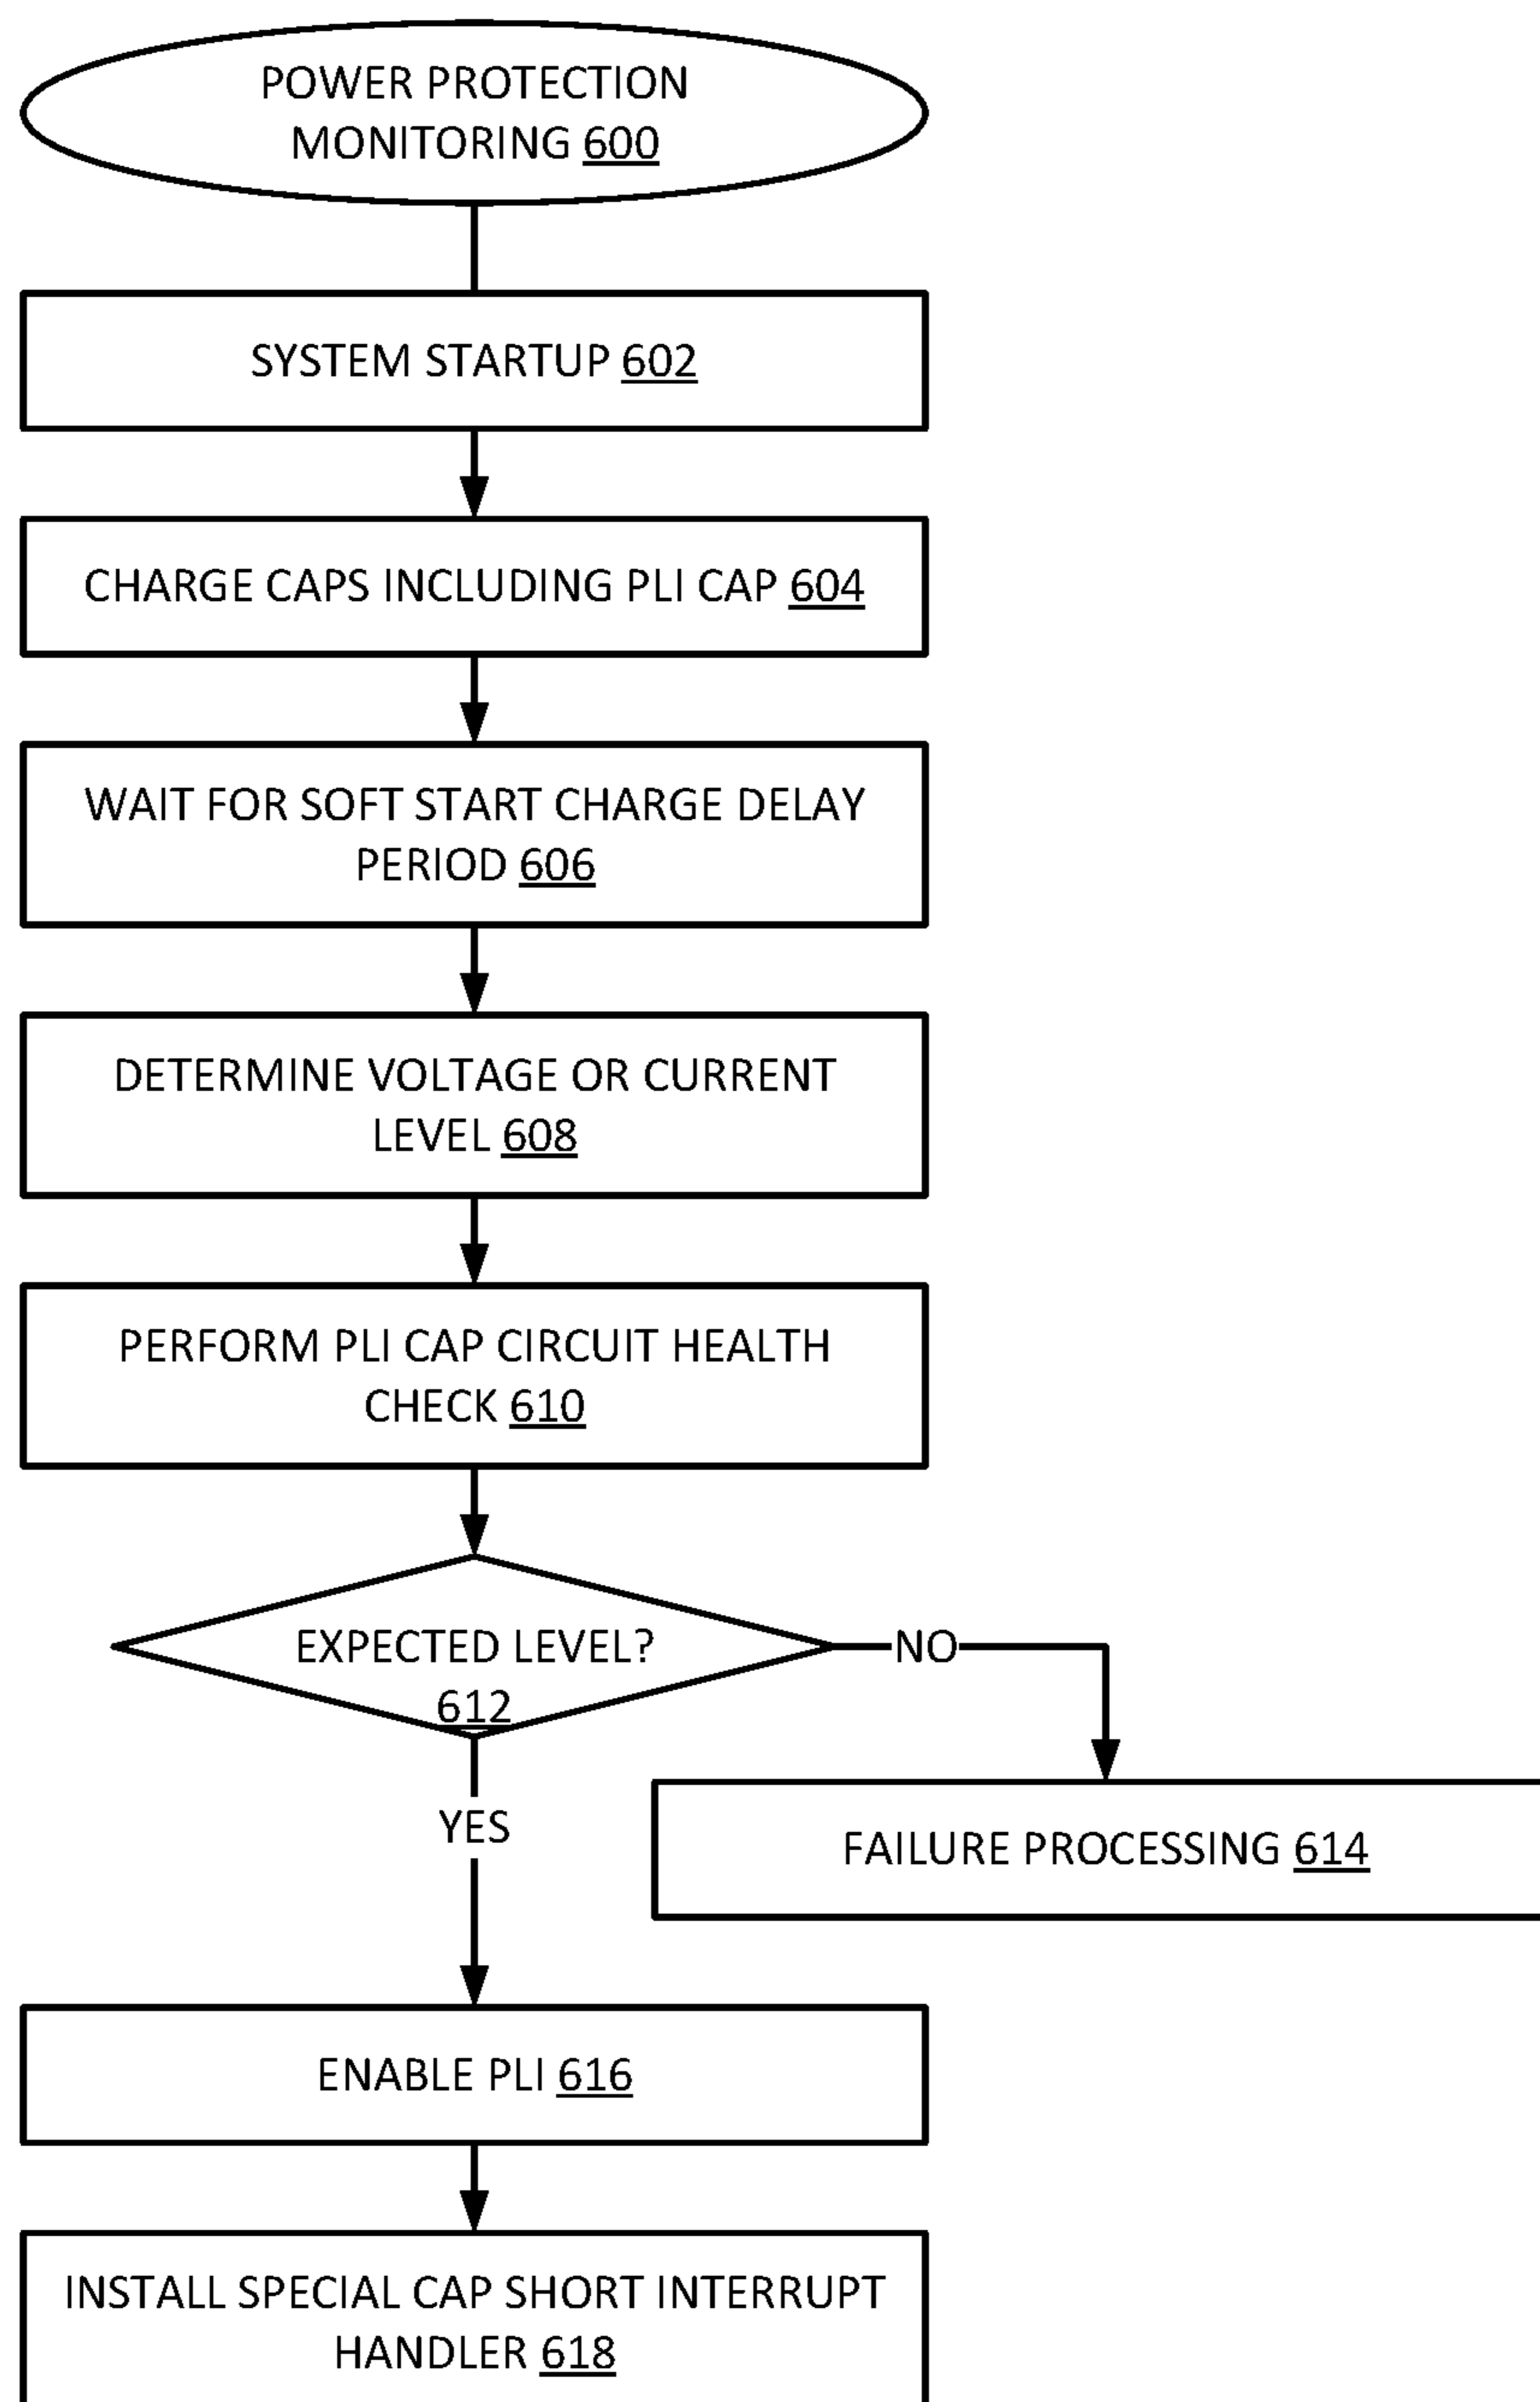 POWER PROTECTION
MONITORING 600
SYSTEM STARTUP 602
CHARGE CAPS INCLUDING PLI CAP 604
WAIT FOR SOFT START CHARGE DELAY
PERIOD 606
DETERMINE VOLTAGE OR CURRENT
LEVEL 608
PERFORM PLI CAP CIRCUIT HEALTH
CHECK 610
EXPECTED LEVEL?
612
NO
YES
FAILURE PROCESSING 614
ENABLE PLI 616
INSTALL SPECIAL CAP SHORT INTERRUPT
HANDLER 618